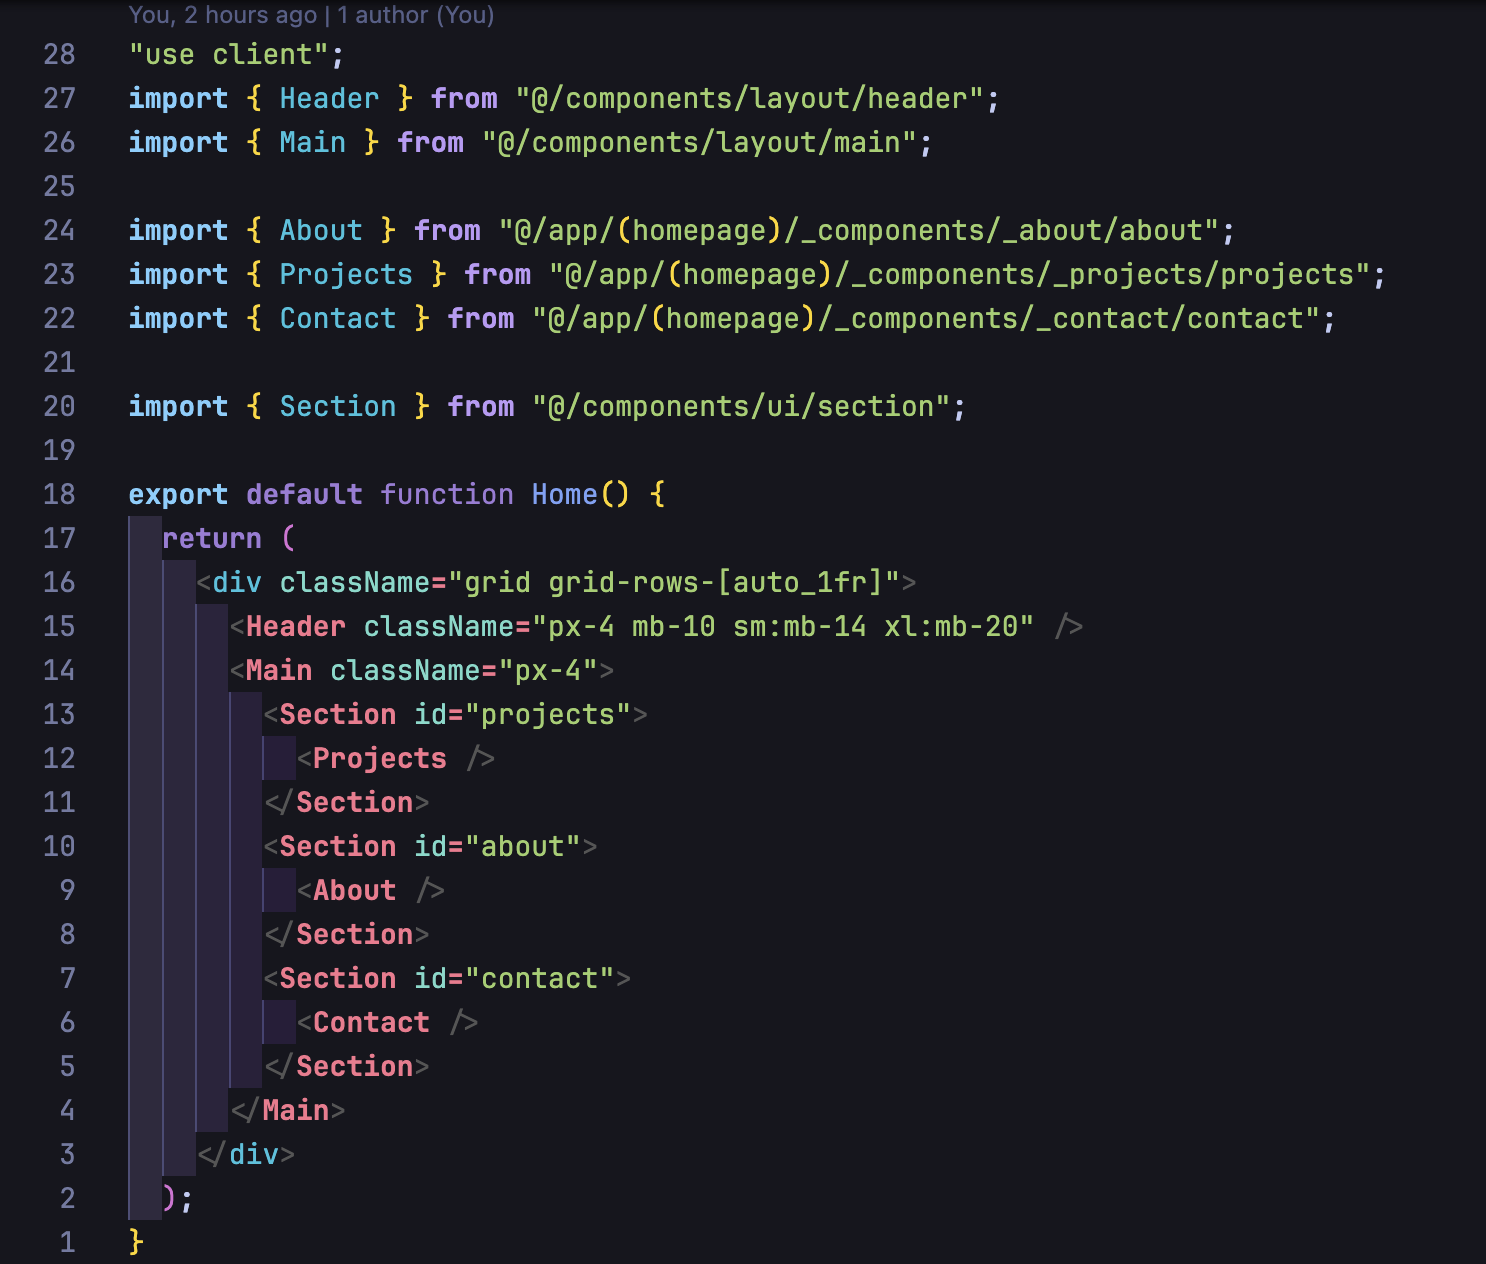 You, 2 hours ago | 1 author (You)
28 "use client";
27 import { Header } from "@/components/layout/header";
26 import { Main } from "@/components/layout/main";
25
24 import { About } from "@/app/(homepage)/_components/_about/about";
23 import { Projects } from "@/app/(homepage)/_components/_projects/projects";
22 import { Contact } from "@/app/(homepage)/_components/_contact/contact";
21
20 import { Section } from "@/components/ui/section";
19
18 export default function Home() {
17   return (
16     <div className="grid grid-rows-[auto_1fr]">
15       <Header className="px-4 mb-10 sm:mb-14 xl:mb-20" />
14       <Main className="px-4">
13         <Section id="projects">
12           <Projects />
11         </Section>
10         <Section id="about">
9           <About />
8         </Section>
7         <Section id="contact">
6           <Contact />
5         </Section>
4       </Main>
3     </div>
2   );
1 }